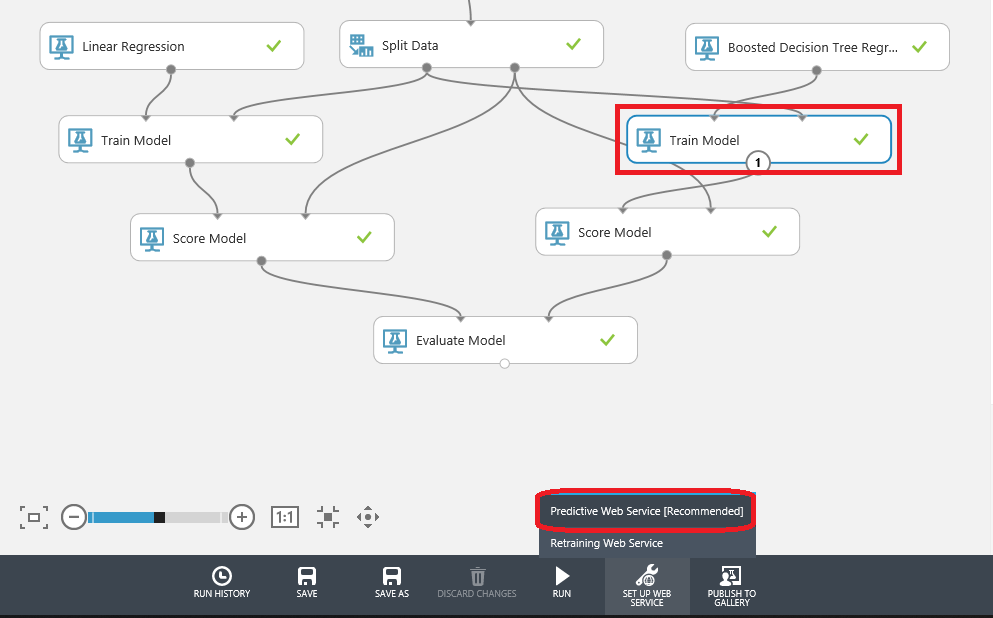 Linear Regression
Split Data
Boosted Decision Tree Regr...
Train Model
Train Model
1
Score Model
Score Model
Evaluate Model
1:1
Predictive Web Service [Recommended]
Retraining Web Service
RUN HISTORY
SAVE
SAVE AS
DISCARD CHANGES
RUN
SET UP WEB
SERVICE
PUBLISH TO
GALLERY